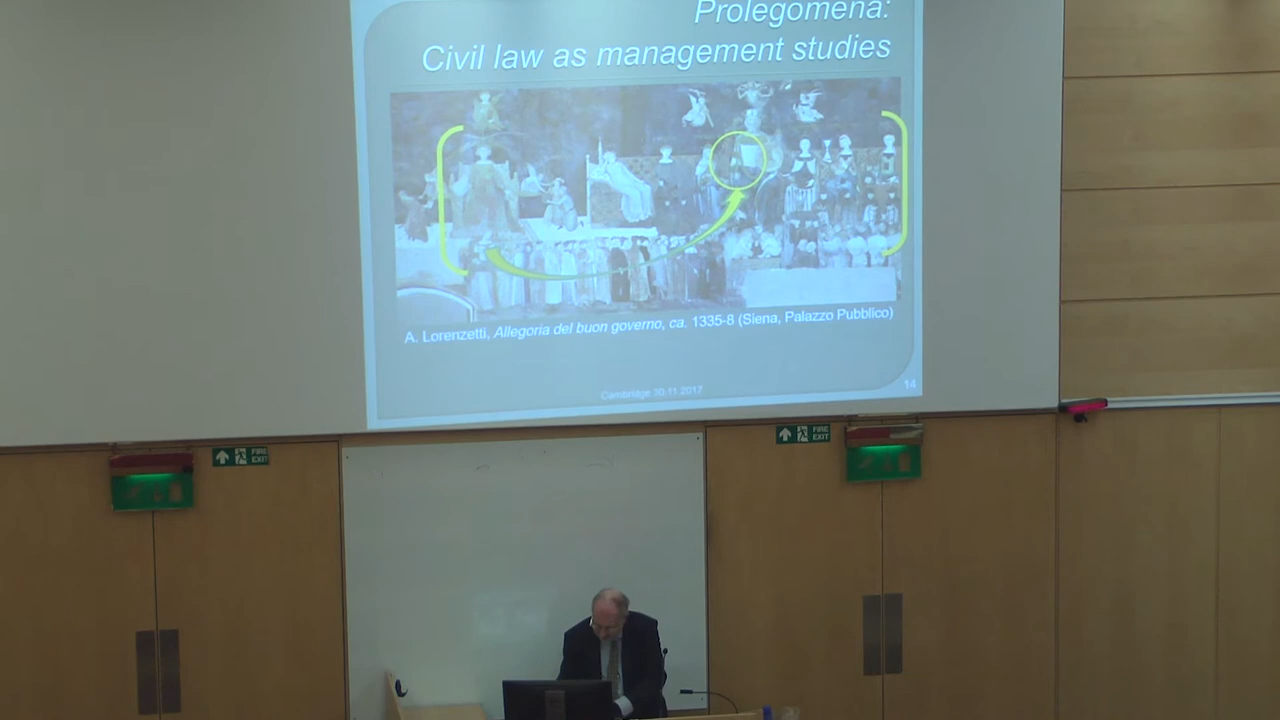 Prolegomena:
Civil law as management studies
A. Lorenzetti, Allegoria del buon governo, ca. 1335-8 (Siena, Palazzo Pubblico)
Cambridge 30.11.2017
14
FIRE
EXIT
FIRE
EXIT